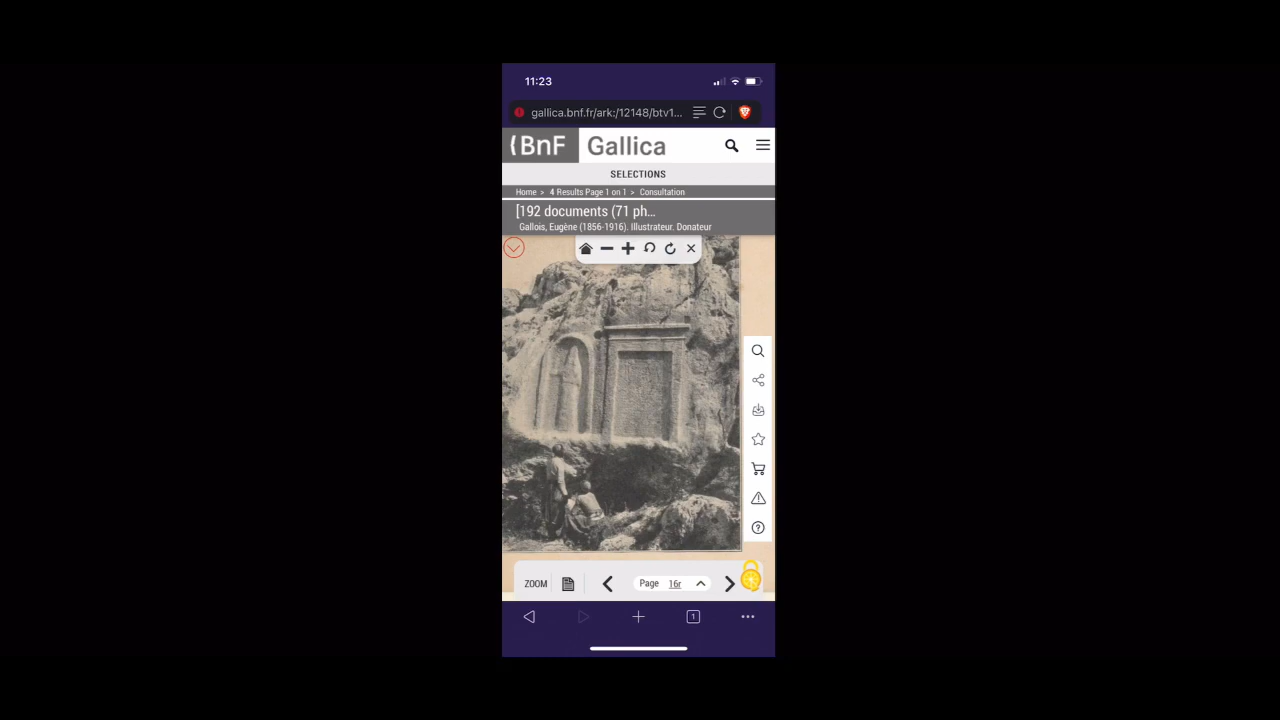 11:23
gallica.bnf.fr/ark:/12148/btv1...
BnF Gallica
SELECTIONS
Home > 4 Results Page 1 on 1 > Consultation
[192 documents (71 ph...
Gallois, Eugène (1856-1916). Illustrateur. Donateur
ZOOM
Page 16r
1